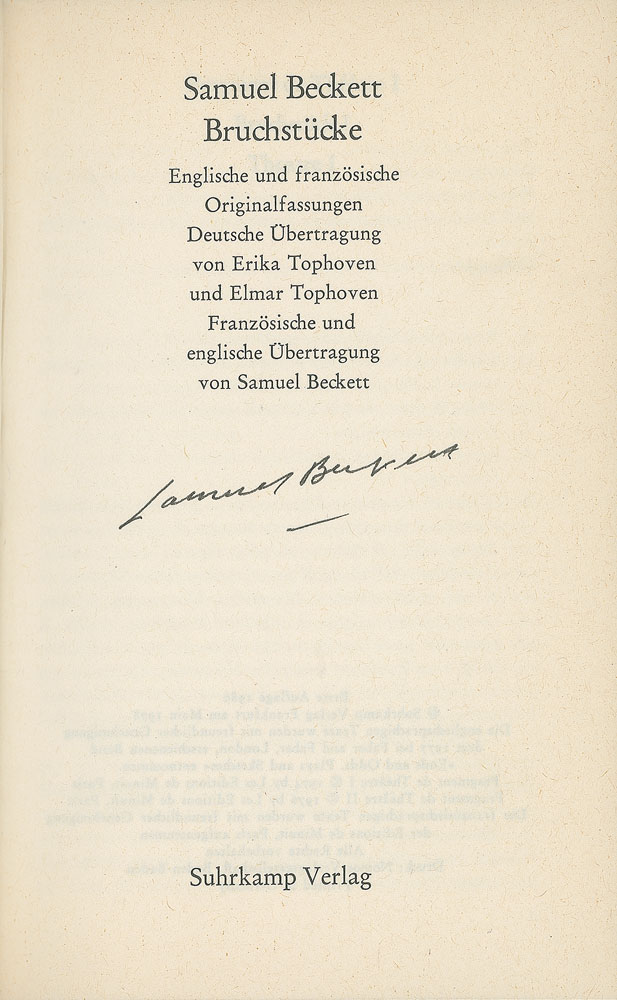 Samuel Beckett
Bruchstücke
Englische und französische
Originalfassungen
Deutsche Übertragung
von Erika Tophoven
und Elmar Tophoven
Französische und
englische Übertragung
von Samuel Beckett
Samuel Beckett
Suhrkamp Verlag